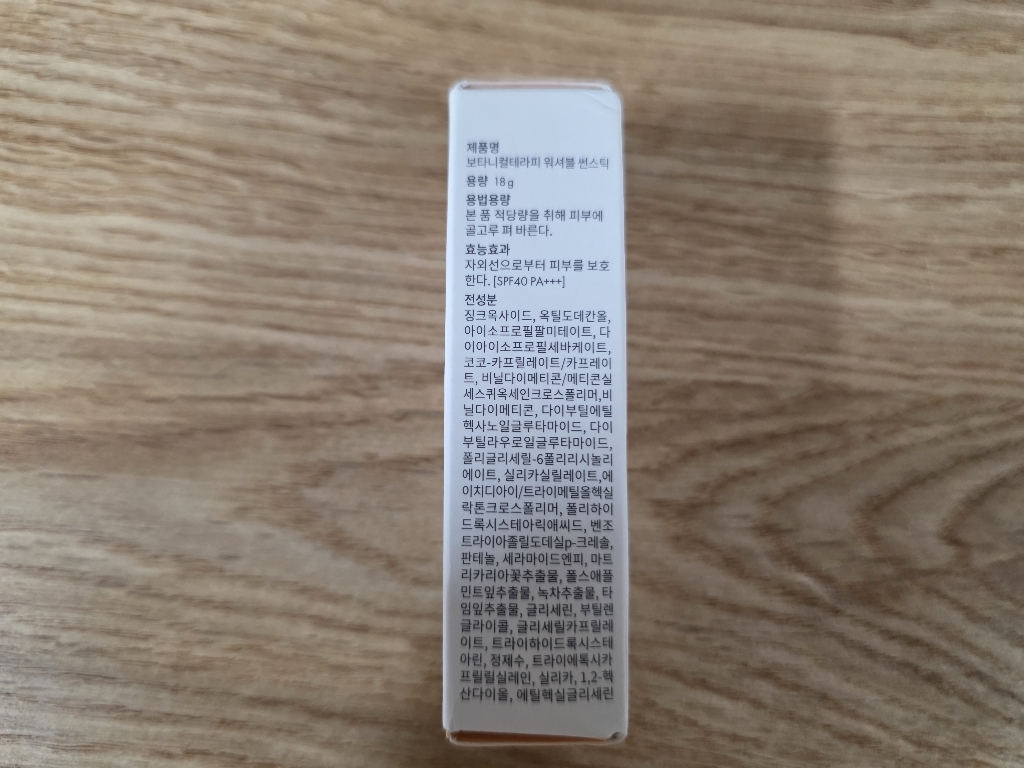 제품명
보타니컬테라피 워셔블 썬스틱
용량 18g
용법용량
본 품 적당량을 취해 피부에
골고루 펴 바른다.
효능효과
자외선으로부터 피부를 보호
한다. [SPF40 PA+++]
전성분
징크옥사이드, 옥틸도데칸올,
아이소프로필팔미테이트, 다
이아이소프로필세바케이트,
코코-카프릴레이트/카프레이
트, 비닐다이메티콘/메티콘실
세스퀴옥세인크로스폴리머,비
닐다이메티콘, 다이부틸에틸
헥사노일글루타마이드, 다이
부틸라우로일글루타마이드,
폴리글리세릴-6폴리리시놀리
에이트, 실리카실릴레이트,에
이치디아이/트라이메틸올헥실
락톤크로스폴리머, 폴리하이
드록시스테아릭애씨드, 벤조
트라이아졸릴도데실p-크레솔,
판테놀, 세라마이드엔피, 마트
리카리아꽃추출물, 폴스애플
민트잎추출물, 녹차추출물, 타
임잎추출물, 글리세린, 부틸렌
글라이콜, 글리세릴카프릴레
이트, 트라이하이드록시스테
아린, 정제수, 트라이에톡시카
프릴릴실레인, 실리카, 1,2-헥
산다이올, 에틸헥실글리세린